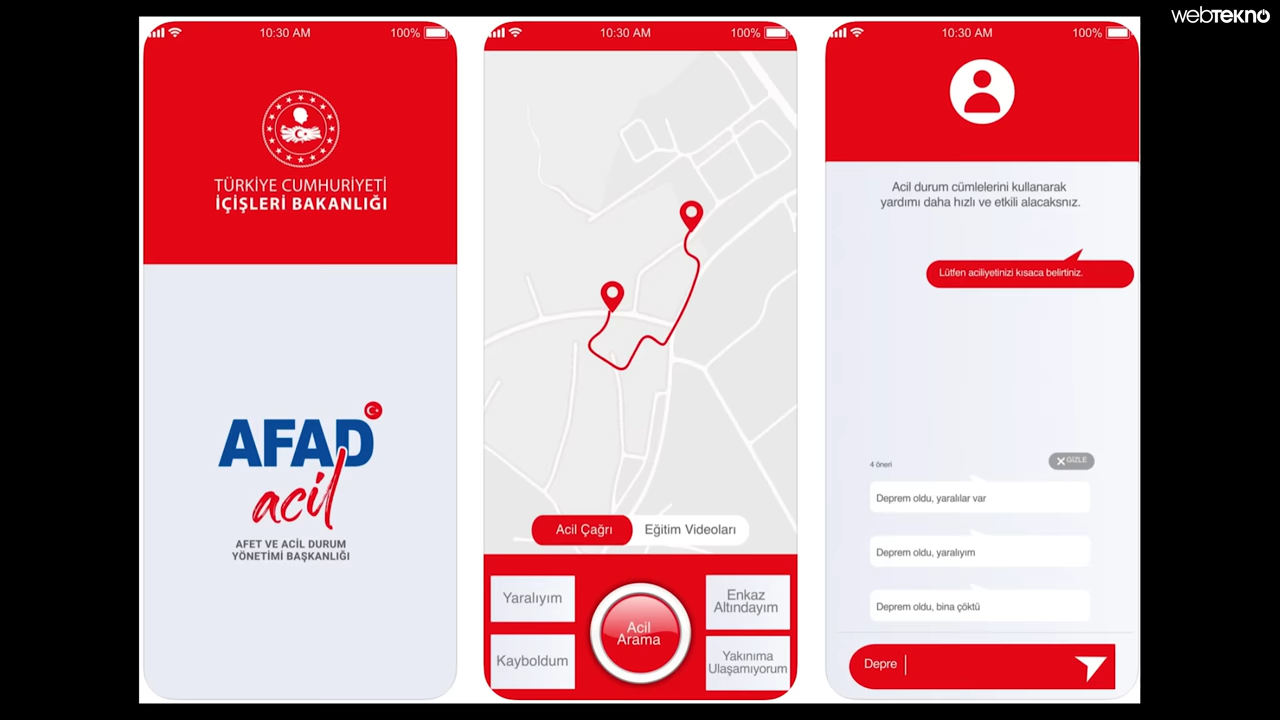 webtekno
10:30 AM
100%
TÜRKİYE CUMHURİYETİ
İÇİŞLERİ BAKANLIĞI
AFAD
acil
AFET VE ACİL DURUM
YÖNETİMİ BAŞKANLIĞI
10:30 AM
100%
Acil Çağrı
Eğitim Videoları
Yaralıyım
Kayboldum
Acil
Arama
Enkaz
Altındayım
Yakınıma
Ulaşamıyorum
10:30 AM
100%
Acil durum cümlelerini kullanarak
yardımı daha hızlı ve etkili alacaksnız.
Lütfen aciliyetinizi kısaca belirtiniz.
4 öneri
GİZLE
Deprem oldu, yaralılar var
Deprem oldu, yaralıyım
Deprem oldu, bina çöktü
Depre